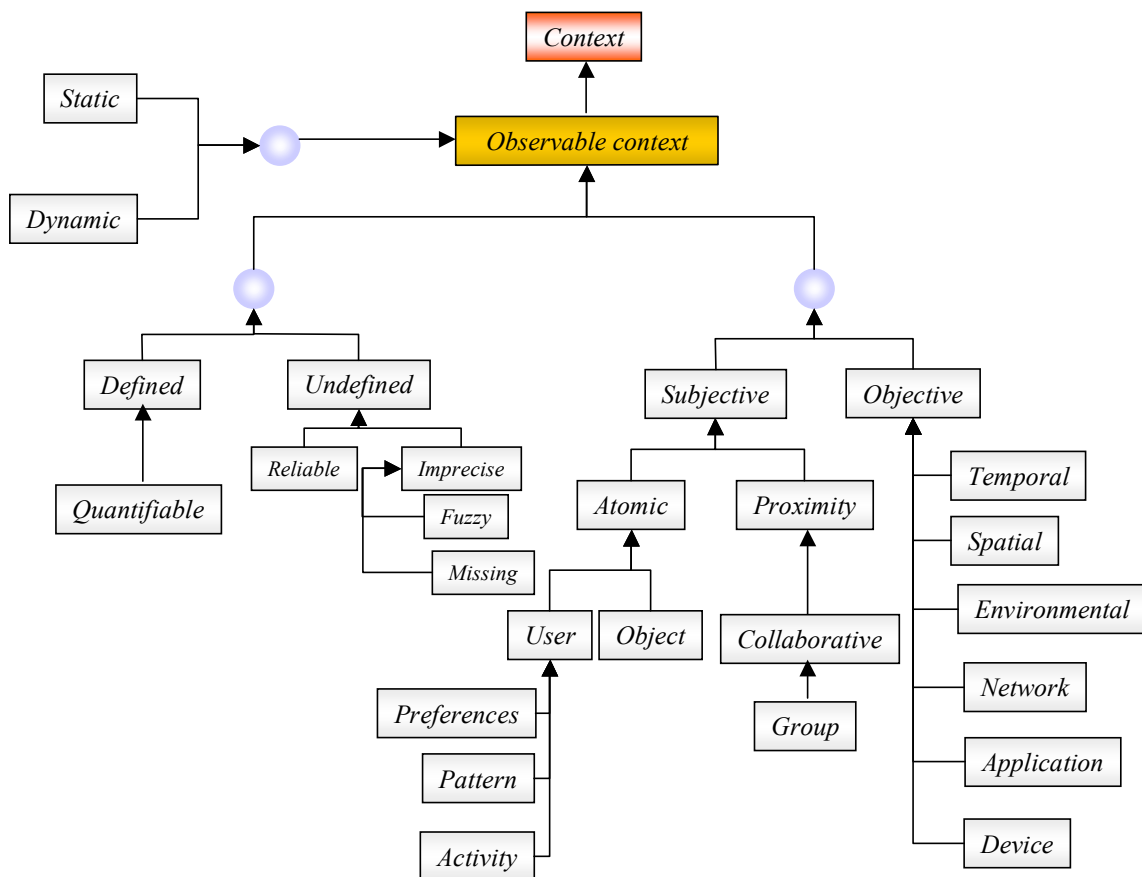 Context
Static
Observable context
Dynamic
Defined
Undefined
Subjective
Objective
Reliable
Imprecise
Temporal
Quantifiable
Atomic
Proximity
Fuzzy
Spatial
Missing
Environmental
User
Object
Collaborative
Preferences
Group
Network
Pattern
Application
Activity
Device